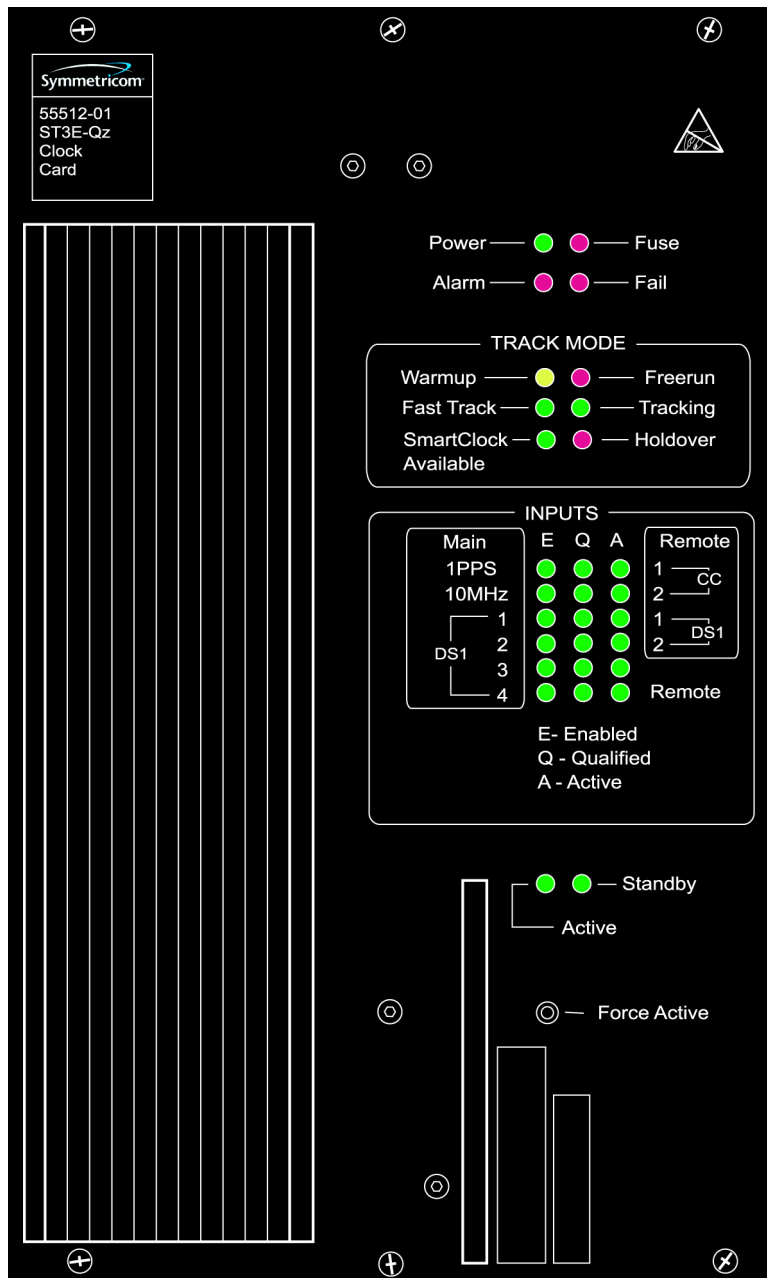 Symmetricom
55512-01
ST3E-Qz
Clock
Card
Power
Fuse
Alarm
Fail
TRACK MODE
Warmup
Freerun
Fast Track
Tracking
SmartClock
Available
Holdover
INPUTS
Main E Q A Remote
1PPS 1
CC
10MHz 2
1 1
DS1
2 2
DS1
3
4 Remote
E- Enabled
Q - Qualified
A - Active
Standby
Active
Force Active